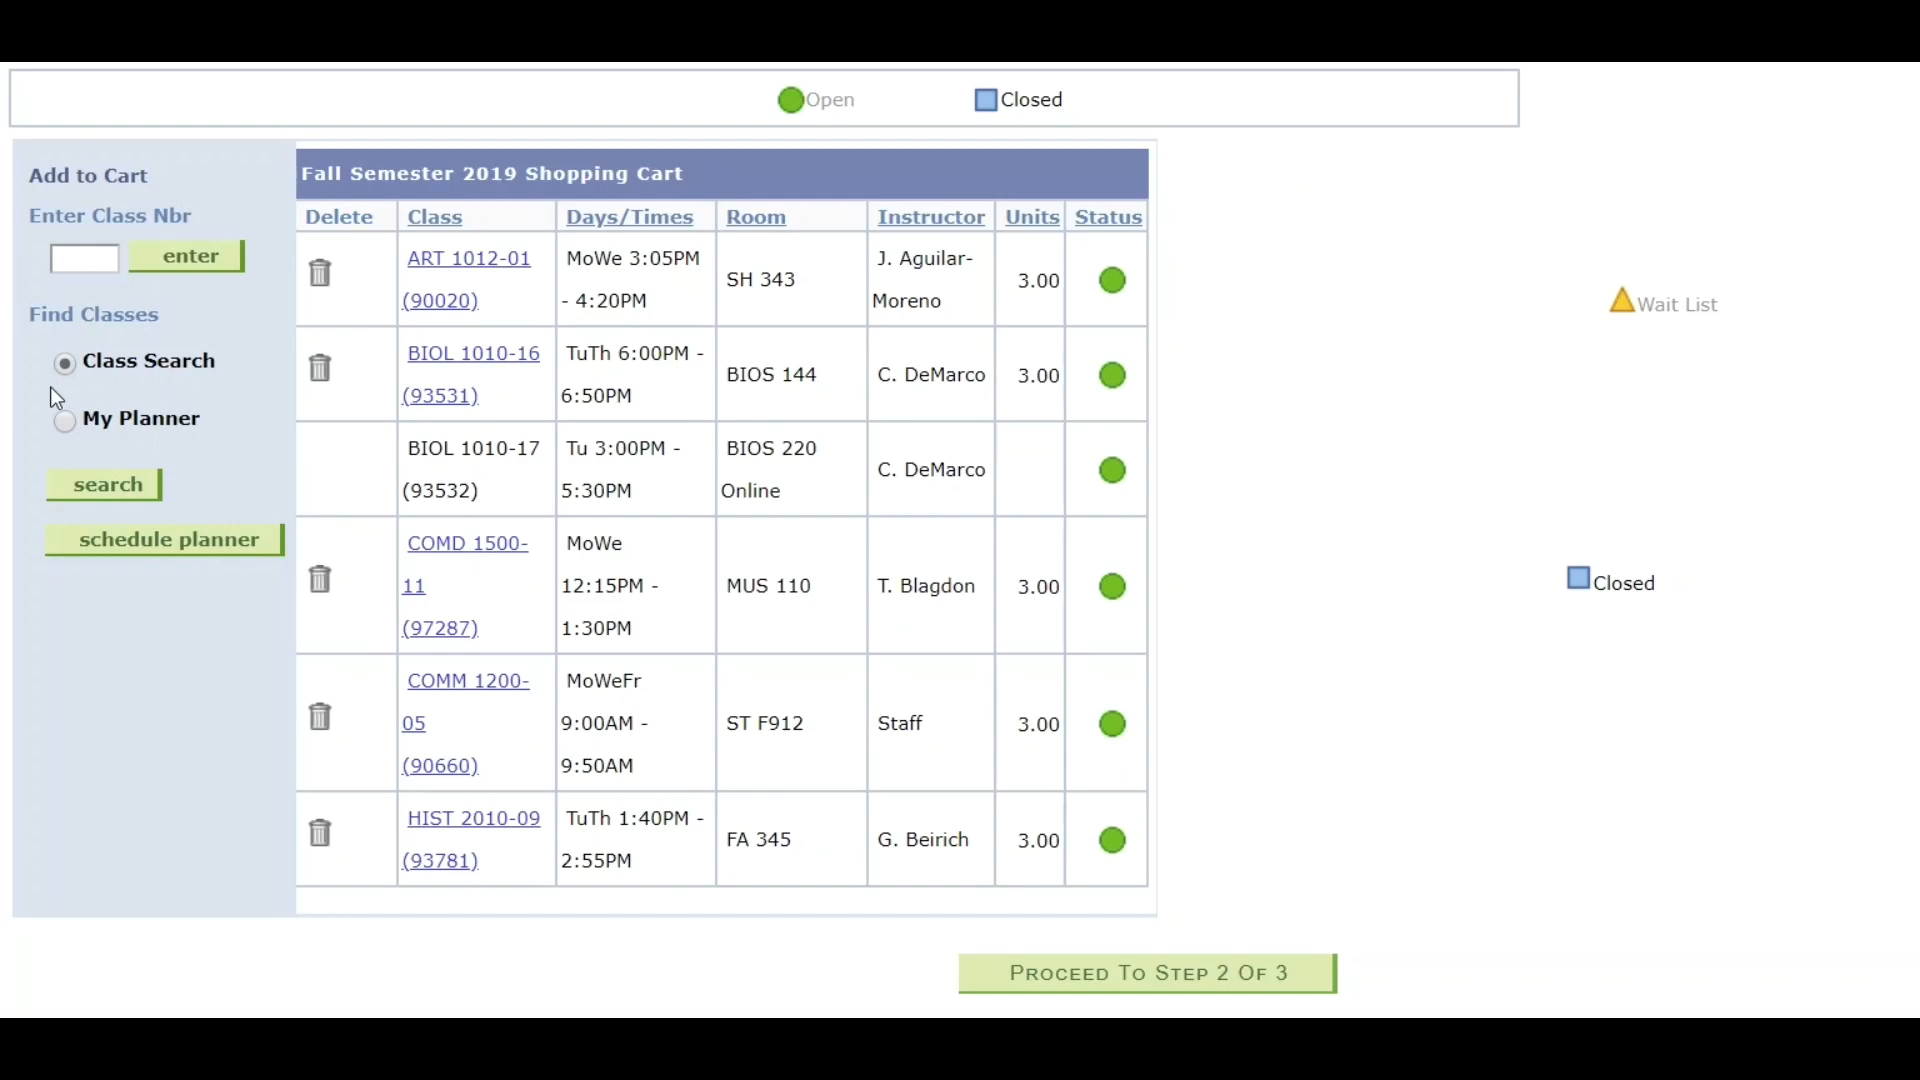 Open Closed
Add to Cart
Enter Class Nbr
enter
Find Classes
Class Search
My Planner
search
schedule planner
Fall Semester 2019 Shopping Cart
Delete Class Days/Times Room Instructor Units Status
ART 1012-01 MoWe 3:05PM SH 343 J. Aguilar- 3.00
(90020) - 4:20PM Moreno
BIOL 1010-16 TuTh 6:00PM - BIOS 144 C. DeMarco 3.00
(93531) 6:50PM
BIOL 1010-17 Tu 3:00PM - BIOS 220 C. DeMarco
(93532) 5:30PM Online
COMD 1500- MoWe
11 12:15PM - MUS 110 T. Blagdon 3.00
(97287) 1:30PM
COMM 1200- MoWeFr
05 9:00AM - ST F912 Staff 3.00
(90660) 9:50AM
HIST 2010-09 TuTh 1:40PM - FA 345 G. Beirich 3.00
(93781) 2:55PM
Wait List
Closed
PROCEED TO STEP 2 OF 3